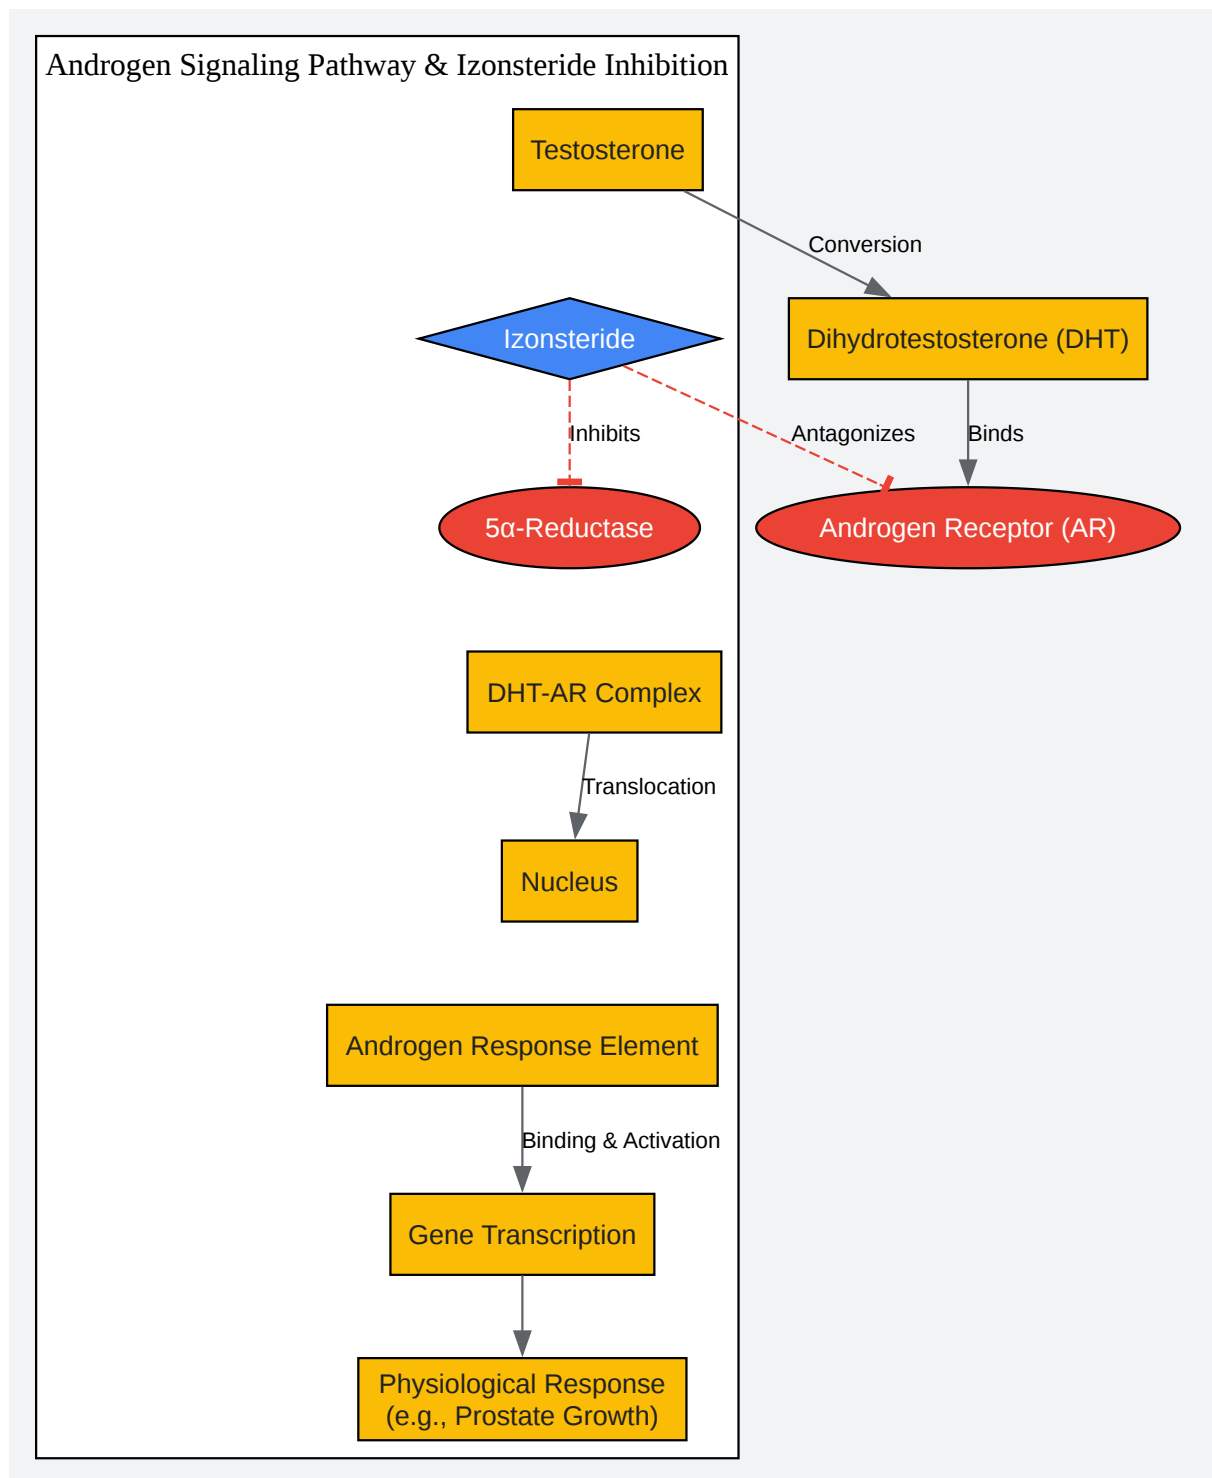 Androgen Signaling Pathway & Izonsteride Inhibition
Testosterone
Conversion
Izonsteride
Dihydrotestosterone (DHT)
Inhibits
Antagonizes
Binds
5α-Reductase
Androgen Receptor (AR)
DHT-AR Complex
Translocation
Nucleus
Androgen Response Element
Binding & Activation
Gene Transcription
Physiological Response
(e.g., Prostate Growth)